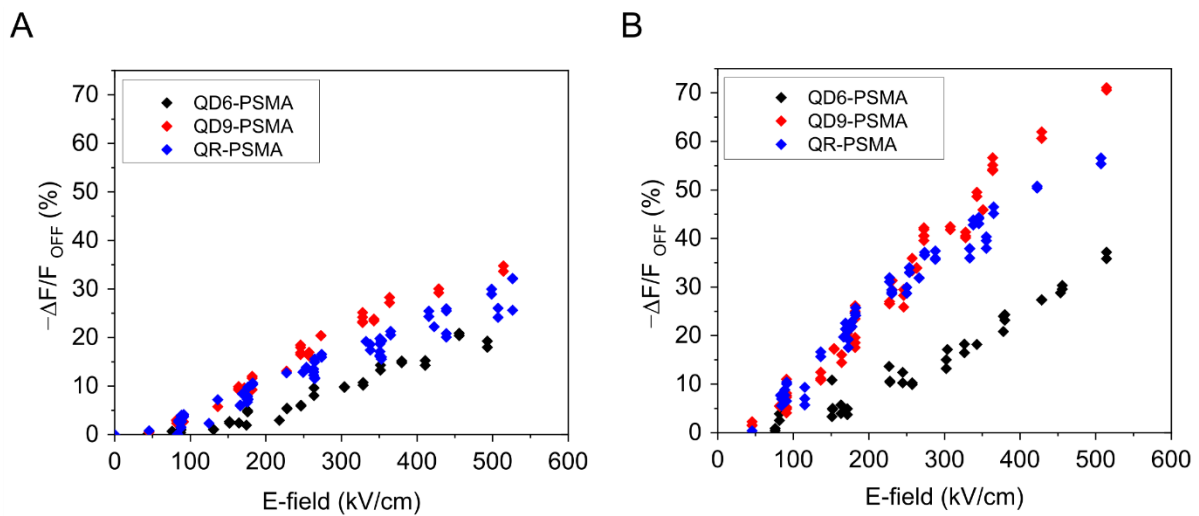 A
70
60
50
40
30
20
10
0
−ΔF/F OFF (%)
QD6-PSMA
QD9-PSMA
QR-PSMA
0 100 200 300 400 500 600
E-field (kV/cm)
B
70
60
50
40
30
20
10
0
−ΔF/F OFF (%)
QD6-PSMA
QD9-PSMA
QR-PSMA
0 100 200 300 400 500 600
E-field (kV/cm)